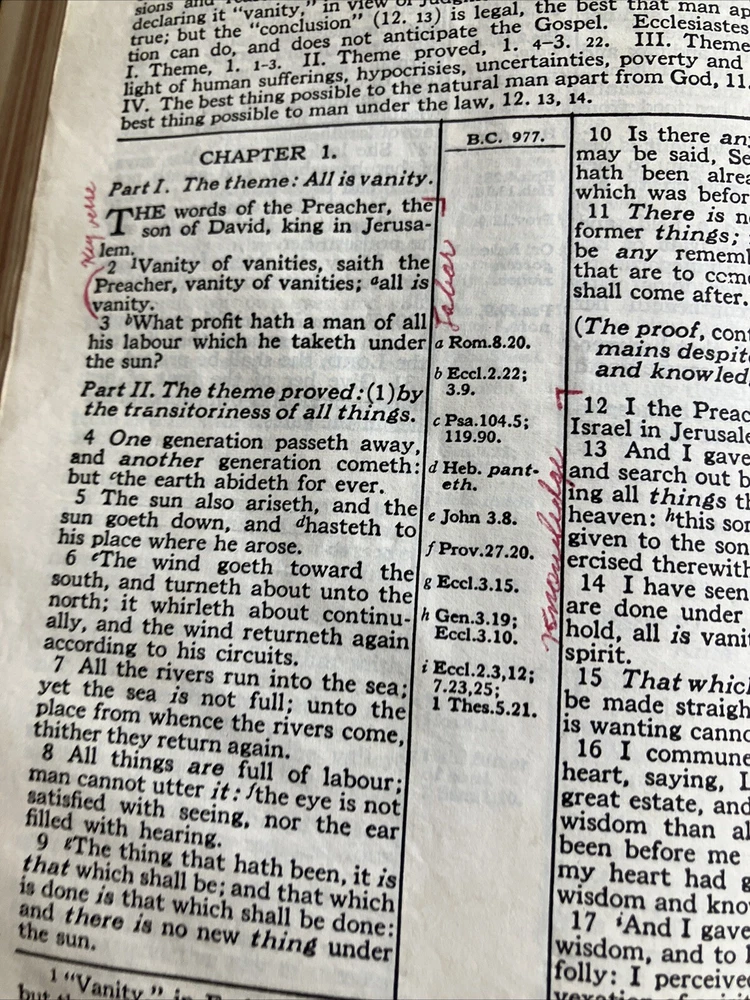 sions and
declaring it "vanity," in view of
true; but the "conclusion" (12. 13) is legal, the best that man ap
tion can do, and does not anticipate the Gospel. Ecclesiastes
I. Theme, 1. 1-3. II. Theme proved, 1. 4-3. 22. III. Theme
light of human sufferings, hypocrisies, uncertainties, poverty and
IV. The best thing possible to the natural man apart from God, 11.
best thing possible to man under the law, 12. 13, 14.
CHAPTER 1.
Part I. The theme: All is vanity.
THE words of the Preacher, the
son of David, king in Jerusa-
lem.
Key verse
2 ¹Vanity of vanities, saith the
Preacher, vanity of vanities; ᵃall is
vanity.
3 ᵇWhat profit hath a man of all
his labour which he taketh under
the sun?
Part II. The theme proved: (1) by
the transitoriness of all things.
4 One generation passeth away,
and another generation cometh:
but ᶜthe earth abideth for ever.
5 The sun also ariseth, and the
sun goeth down, and ᵈhasteth to
his place where he arose.
6 ᵉThe wind goeth toward the
south, and turneth about unto the
north; it whirleth about continu-
ally, and the wind returneth again
according to his circuits.
7 All the rivers run into the sea;
yet the sea is not full; unto the
place from whence the rivers come,
thither they return again.
8 All things are full of labour;
man cannot utter it: ᶠthe eye is not
satisfied with seeing, nor the ear
filled with hearing.
9 ᵍThe thing that hath been, it is
that which shall be; and that which
is done is that which shall be done:
and there is no new thing under
the sun.
1 "Vanity," in
but the
B.C. 977.
Labor
a Rom.8.20.
b Eccl.2.22;
3.9.
c Psa.104.5;
119.90.
d Heb. pant-
eth.
e John 3.8.
f Prov.27.20.
g Eccl.3.15.
h Gen.3.19;
Eccl.3.10.
i Eccl.2.3,12;
7.23,25;
1 Thes.5.21.
Knowledge
10 Is there any
may be said, Se
hath been alrea
which was befor
11 There is n
former things;
be any rememb
that are to come
shall come after.
(The proof, cont
mains despit
and knowled
12 I the Preac
Israel in Jerusale
13 And I gave
and search out b
ing all things th
heaven: ʰthis sor
given to the son
ercised therewith
14 I have seen
are done under
hold, all is vanit
spirit.
15 That which
be made straigh
is wanting canno
16 I commune
heart, saying, L
great estate, and
wisdom than al
been before me
my heart had g
wisdom and kno
17 ⁱAnd I gave
wisdom, and to k
folly: I perceive